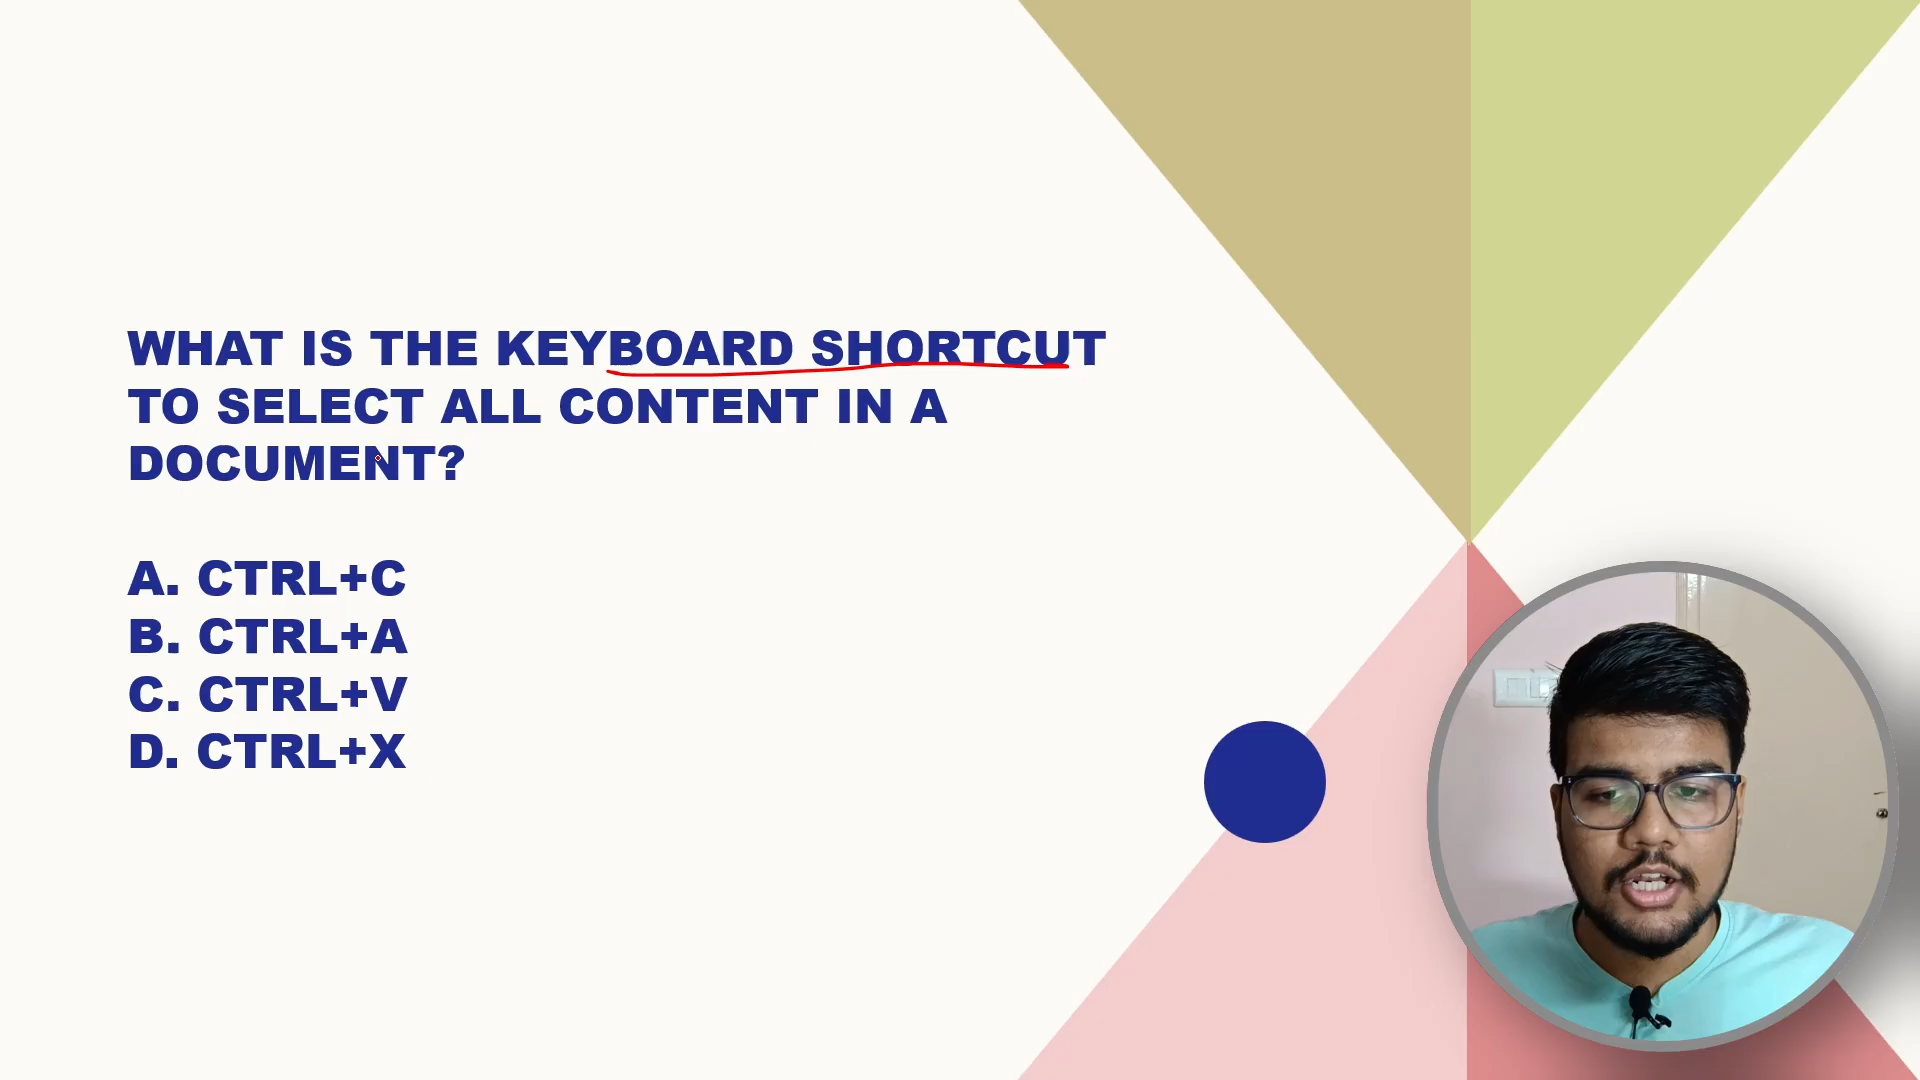 WHAT IS THE KEYBOARD SHORTCUT
TO SELECT ALL CONTENT IN A
DOCUMENT?
A. CTRL+C
B. CTRL+A
C. CTRL+V
D. CTRL+X